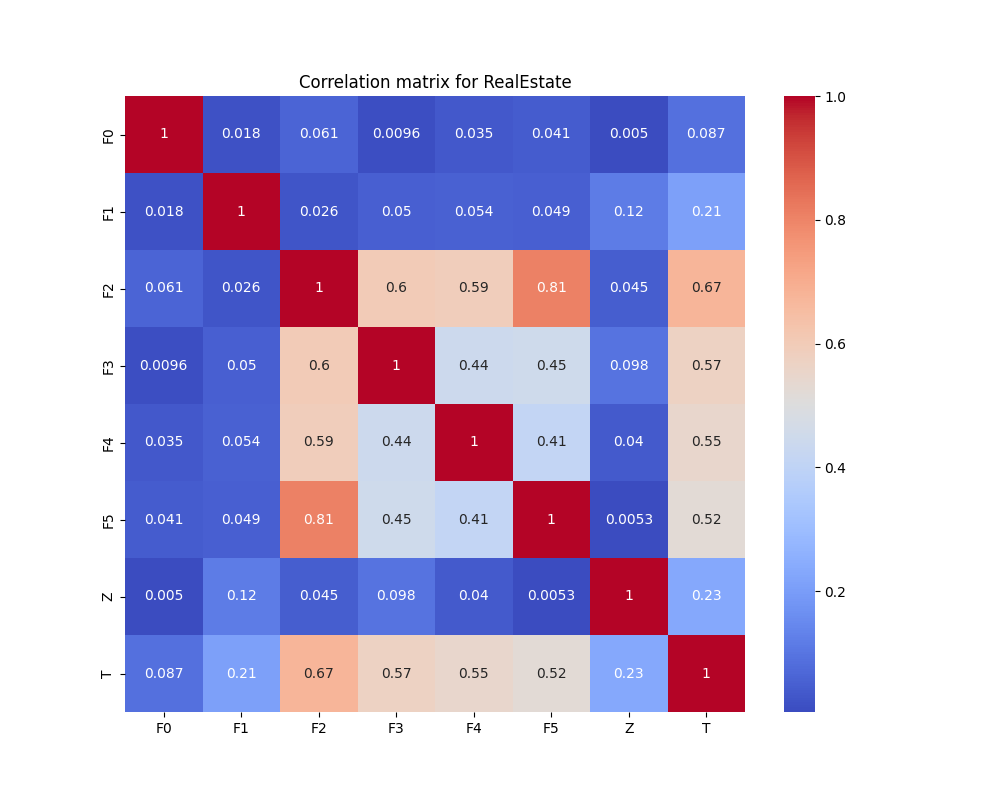 Correlation matrix for RealEstate
F0 1 0.018 0.061 0.0096 0.035 0.041 0.005 0.087
F1 0.018 1 0.026 0.05 0.054 0.049 0.12 0.21
F2 0.061 0.026 1 0.6 0.59 0.81 0.045 0.67
F3 0.0096 0.05 0.6 1 0.44 0.45 0.098 0.57
F4 0.035 0.054 0.59 0.44 1 0.41 0.04 0.55
F5 0.041 0.049 0.81 0.45 0.41 1 0.0053 0.52
Z 0.005 0.12 0.045 0.098 0.04 0.0053 1 0.23
T 0.087 0.21 0.67 0.57 0.55 0.52 0.23 1
F0 F1 F2 F3 F4 F5 Z T
1.0
0.8
0.6
0.4
0.2